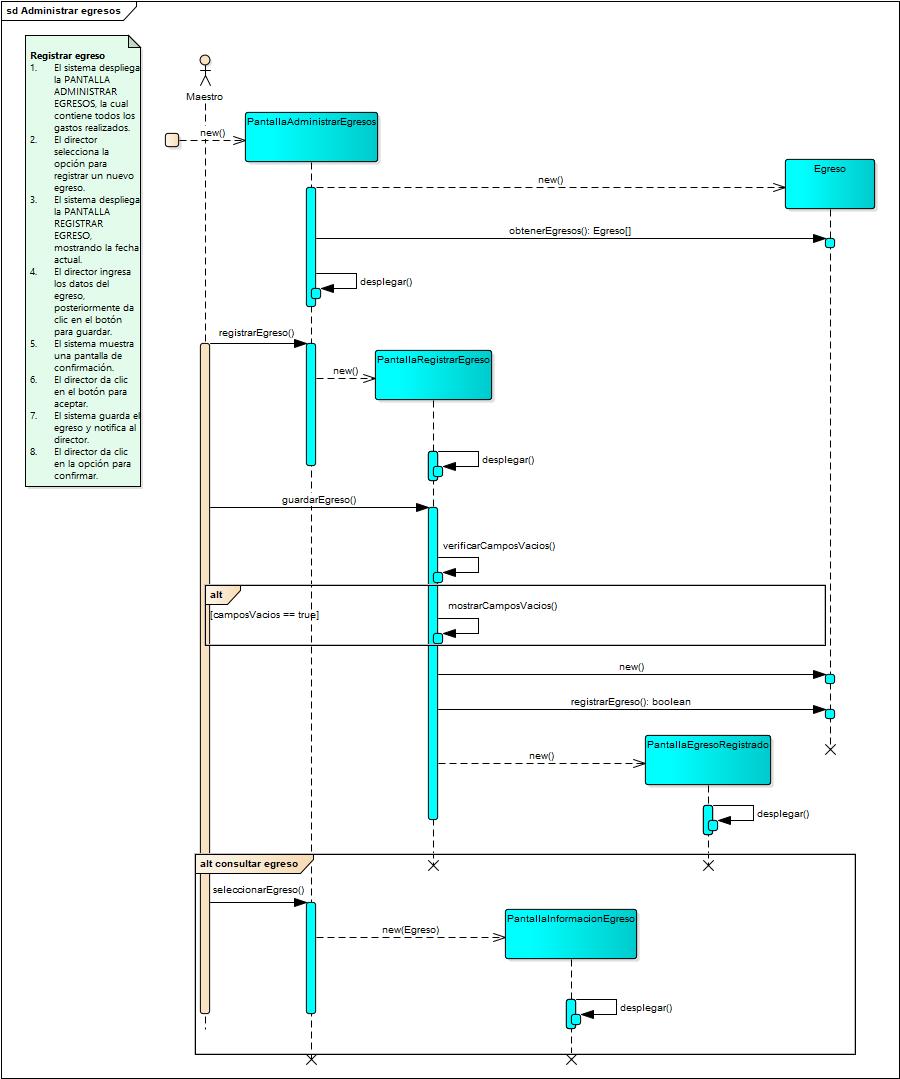 sd Administrar egresos
Registrar egreso
1. El sistema despliega
la PANTALLA
ADMINISTRAR
EGRESOS, la cual
contiene todos los
gastos realizados.
2. El director
selecciona la
opción para
registrar un nuevo
egreso.
3. El sistema despliega
la PANTALLA
REGISTRAR
EGRESO,
mostrando la fecha
actual.
4. El director ingresa
los datos del
egreso,
posteriormente da
clic en el botón
para guardar.
5. El sistema muestra
una pantalla de
confirmación.
6. El director da clic
en el botón para
aceptar.
7. El sistema guarda el
egreso y notifica al
director.
8. El director da clic
en la opción para
confirmar.
Maestro
new()
PantallaAdministrarEgresos
Egreso
new()
obtenerEgresos(): Egreso[]
desplegar()
registrarEgreso()
PantallaRegistrarEgreso
new()
desplegar()
guardarEgreso()
verificarCamposVacios()
alt
[camposVacios == true]
mostrarCamposVacios()
new()
registrarEgreso(): boolean
PantallaEgresoRegistrado
new()
desplegar()
alt consultar egreso
seleccionarEgreso()
PantallaInformacionEgreso
new(Egreso)
desplegar()